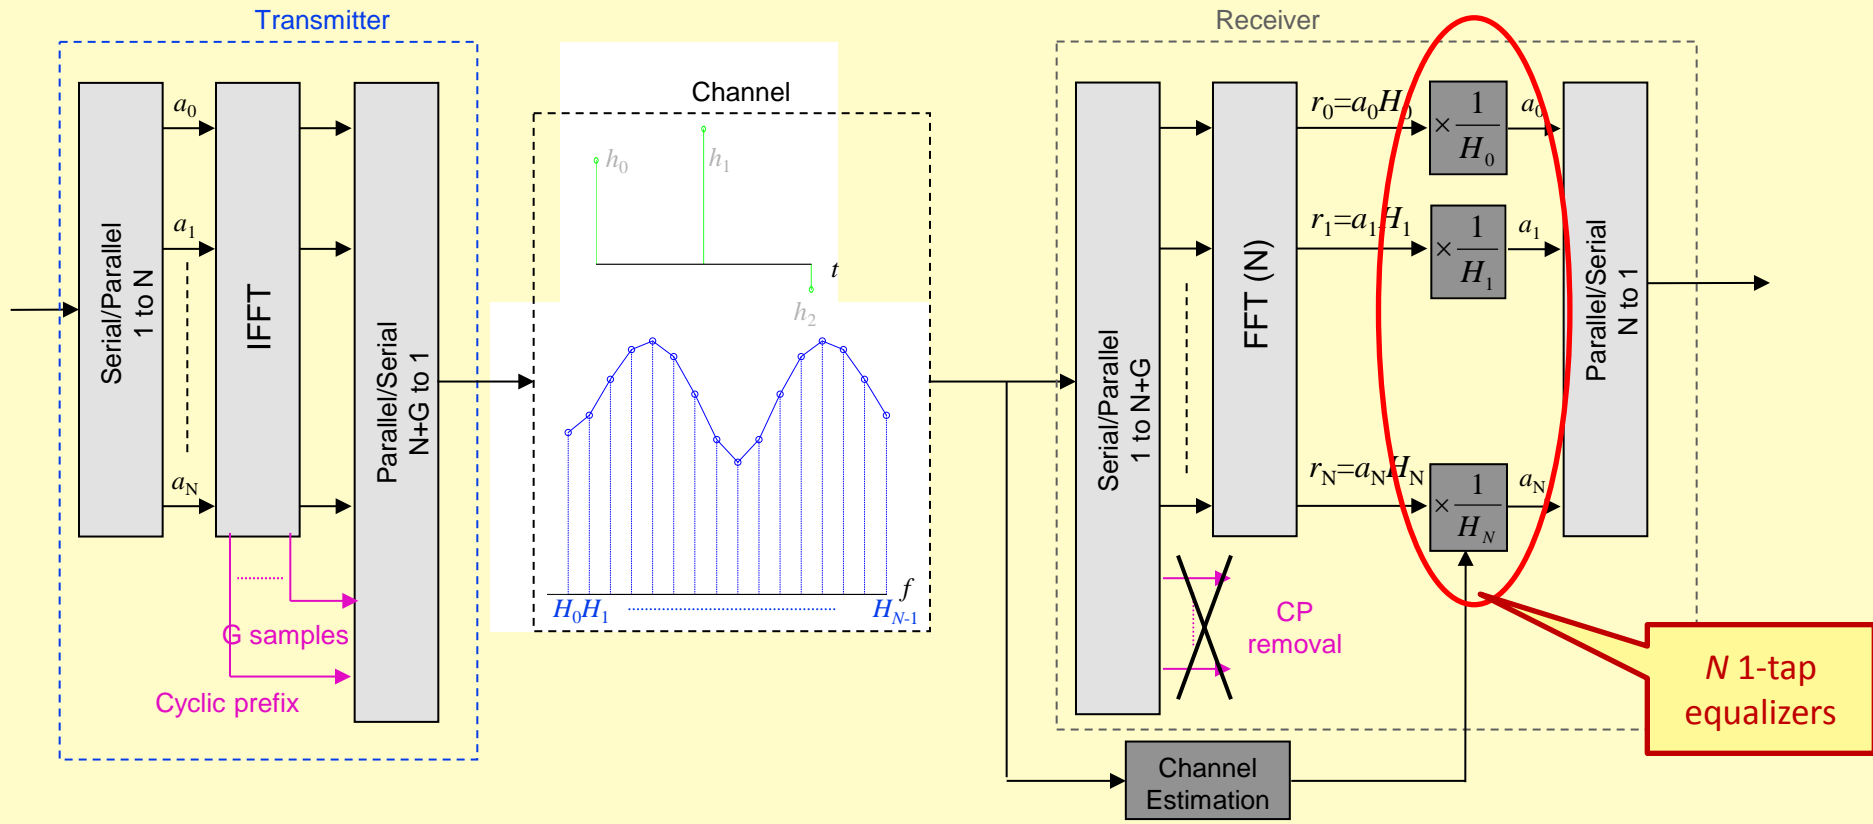 Transmitter
Receiver
Channel
Serial/Parallel
1 to N
a0
a1
aN
IFFT
Parallel/Serial
N+G to 1
G samples
Cyclic prefix
h0
h1
h2
t
f
H0H1
HN-1
Serial/Parallel
1 to N+G
FFT (N)
r0=a0H0
r1=a1H1
rN=aNHN
× 1/H0
× 1/H1
× 1/HN
a0
a1
aN
Parallel/Serial
N to 1
CP
removal
Channel
Estimation
N 1-tap
equalizers